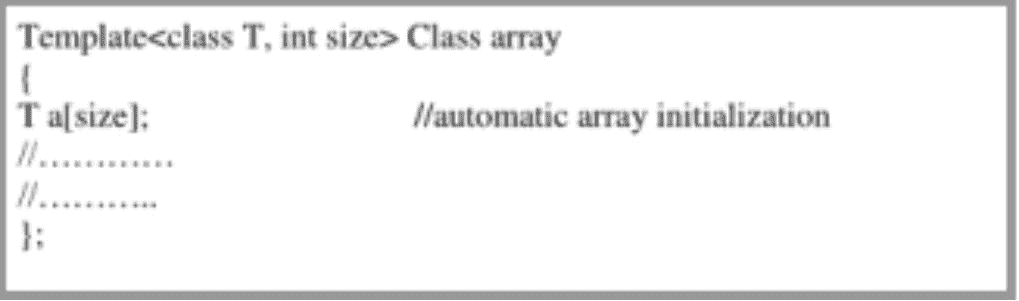 Template<class T, int size> Class array
{
T a[size]; //automatic array initialization
//…………
//………..
};